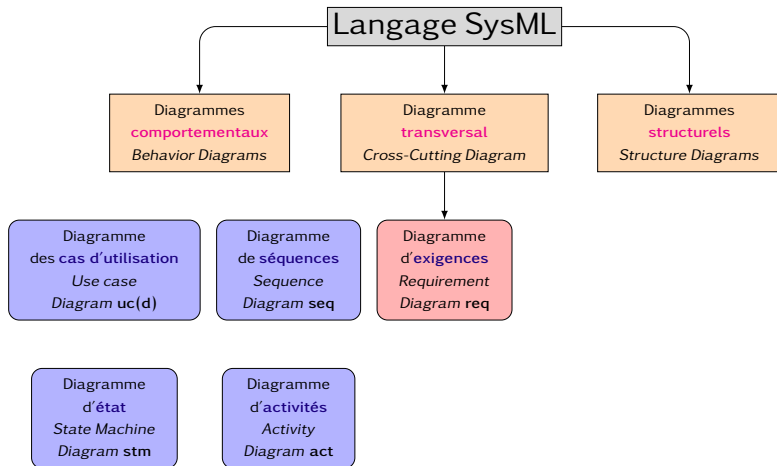 Langage SysML
Diagrammes
comportementaux
Behavior Diagrams
Diagramme
transversal
Cross-Cutting Diagram
Diagrammes
structurels
Structure Diagrams
Diagramme
des cas d'utilisation
Use case
Diagram uc(d)
Diagramme
de séquences
Sequence
Diagram seq
Diagramme
d'exigences
Requirement
Diagram req
Diagramme
d'état
State Machine
Diagram stm
Diagramme
d'activités
Activity
Diagram act